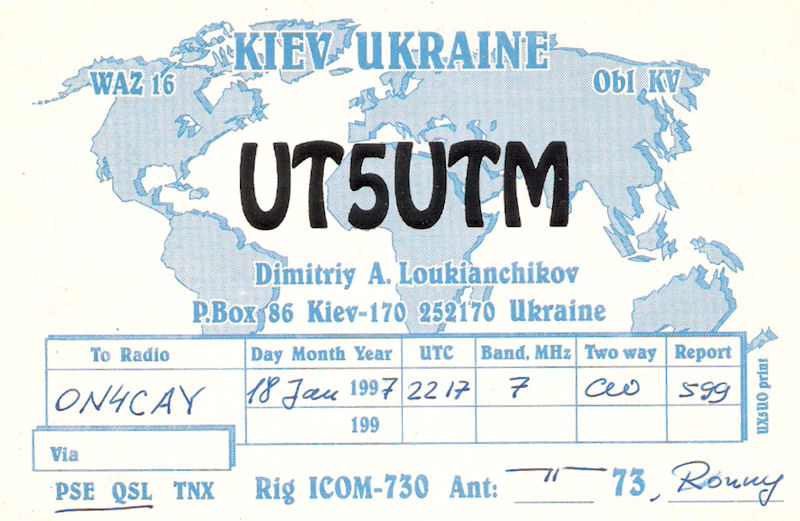 KIEV UKRAINE
WAZ 16
Obl KV
UT5UTM
Dimitriy A. Loukianchikov
P.Box 86 Kiev-170 252170 Ukraine
To Radio Day Month Year UTC Band, MHz Two way Report
ON4CAY 18 Jan 1997 2217 7 CW 599
199
Via
PSE QSL TNX Rig ICOM-730 Ant: 73, Ronny
UX5UO print